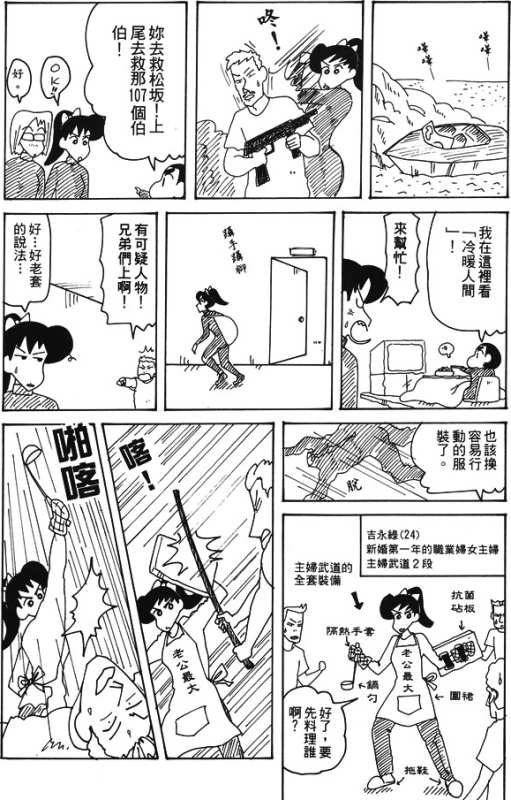 嘩
嘩
咚！
妳去救松坂！上
尾去救那107個伯
伯！
OK！
好。
我在這裡看
「冷暖人間
」！
來幫忙！
躡手躡腳
有可疑人物！
兄弟們上啊！
好…好老套
的說法…
也該換
容易行
動的服
裝了。
脫
吉永綠(24)
新婚第一年的職業婦女主婦
主婦武道２段
主婦武道的
全套裝備
抗菌
砧板
隔熱手套
老公最大
鍋
勺
圍裙
拖鞋
好了，要
先料理誰
啊？
喀！
老公最大
啪喀